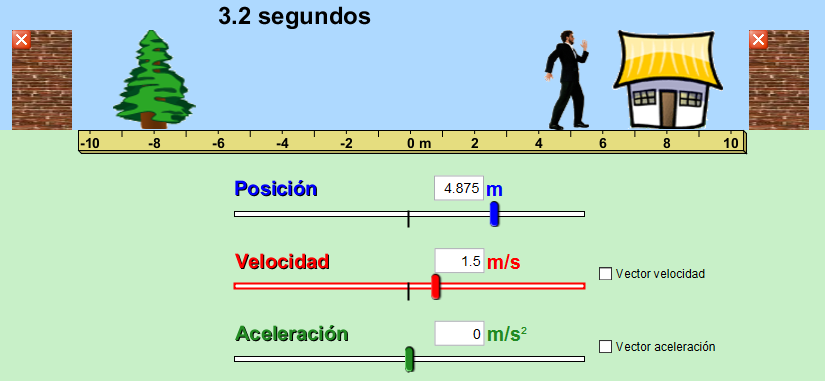 3.2 segundos
-10 -8 -6 -4 -2 0 m 2 4 6 8 10
Posición 4.875 m
Velocidad 1.5 m/s
Vector velocidad
Aceleración 0 m/s²
Vector aceleración